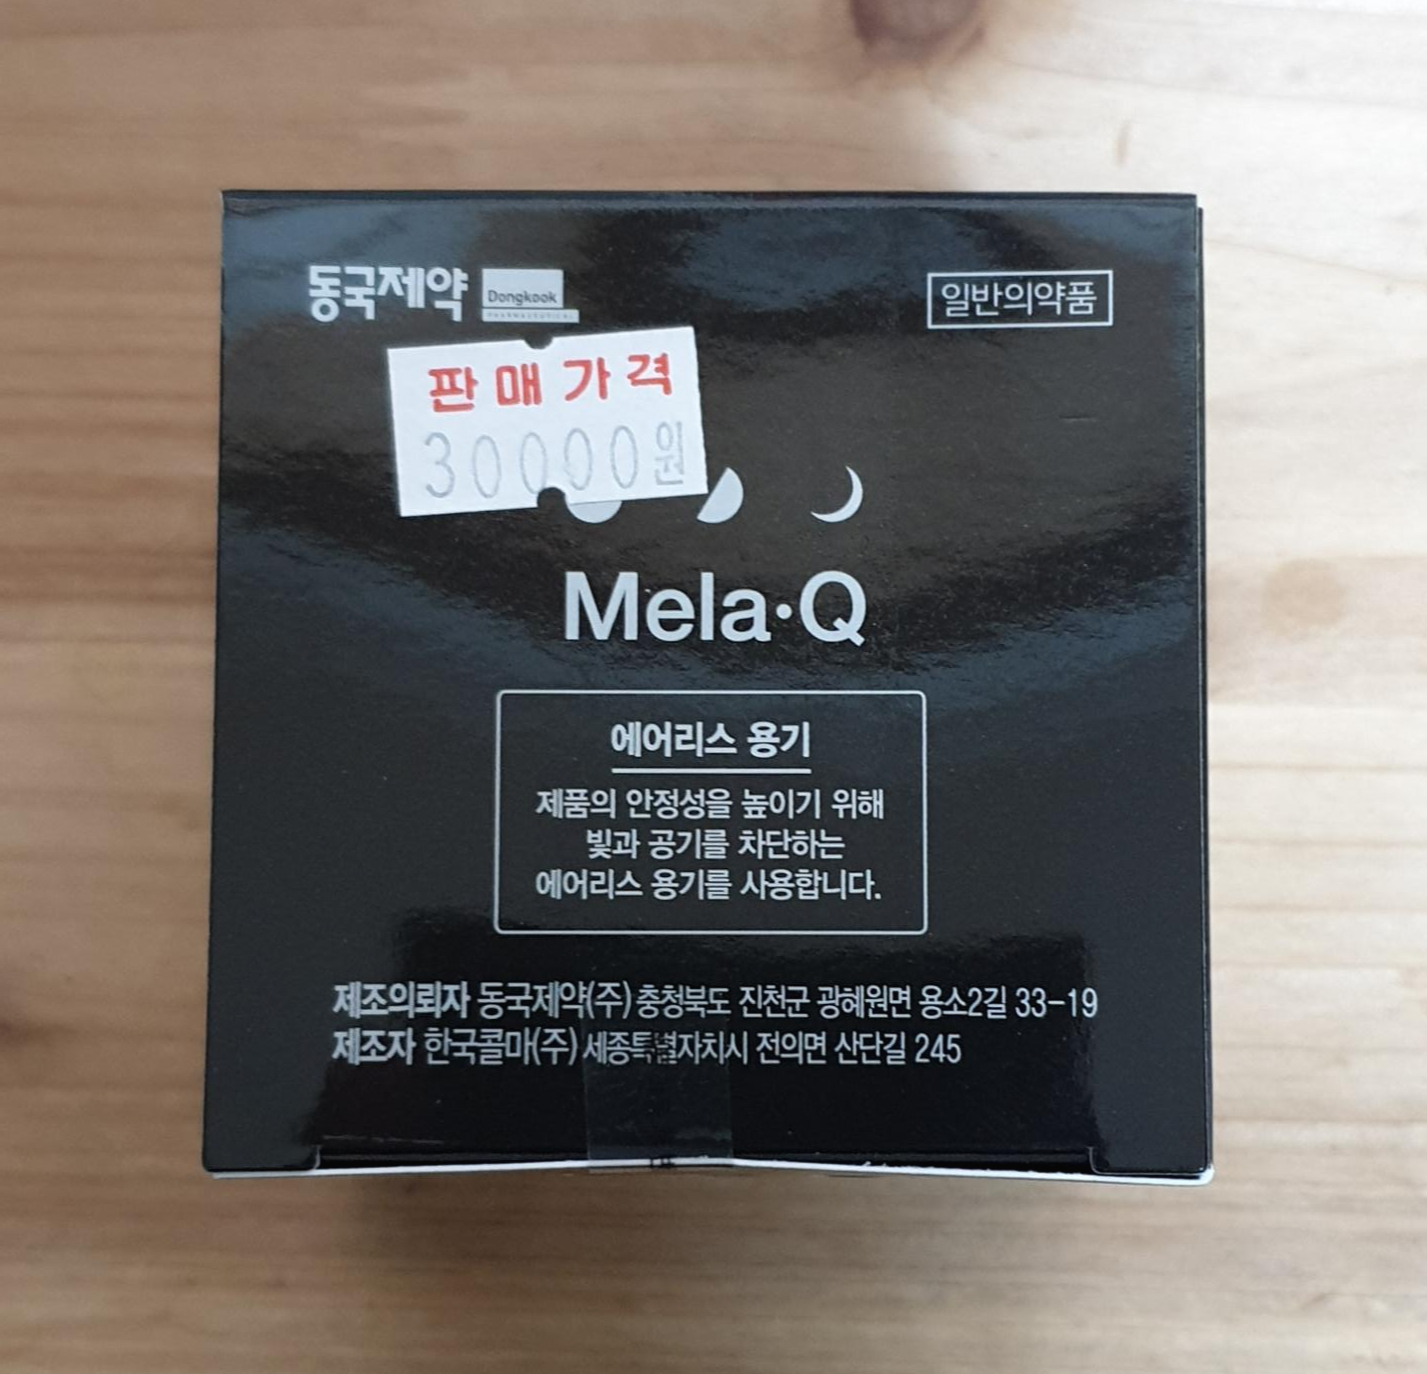 동국제약 Dongkook
PHARMACEUTICAL
일반의약품
판매가격
30000원
Mela·Q
에어리스 용기
제품의 안정성을 높이기 위해
빛과 공기를 차단하는
에어리스 용기를 사용합니다.
제조의뢰자 동국제약(주) 충청북도 진천군 광혜원면 용소2길 33-19
제조자 한국콜마(주) 세종특별자치시 전의면 산단길 245